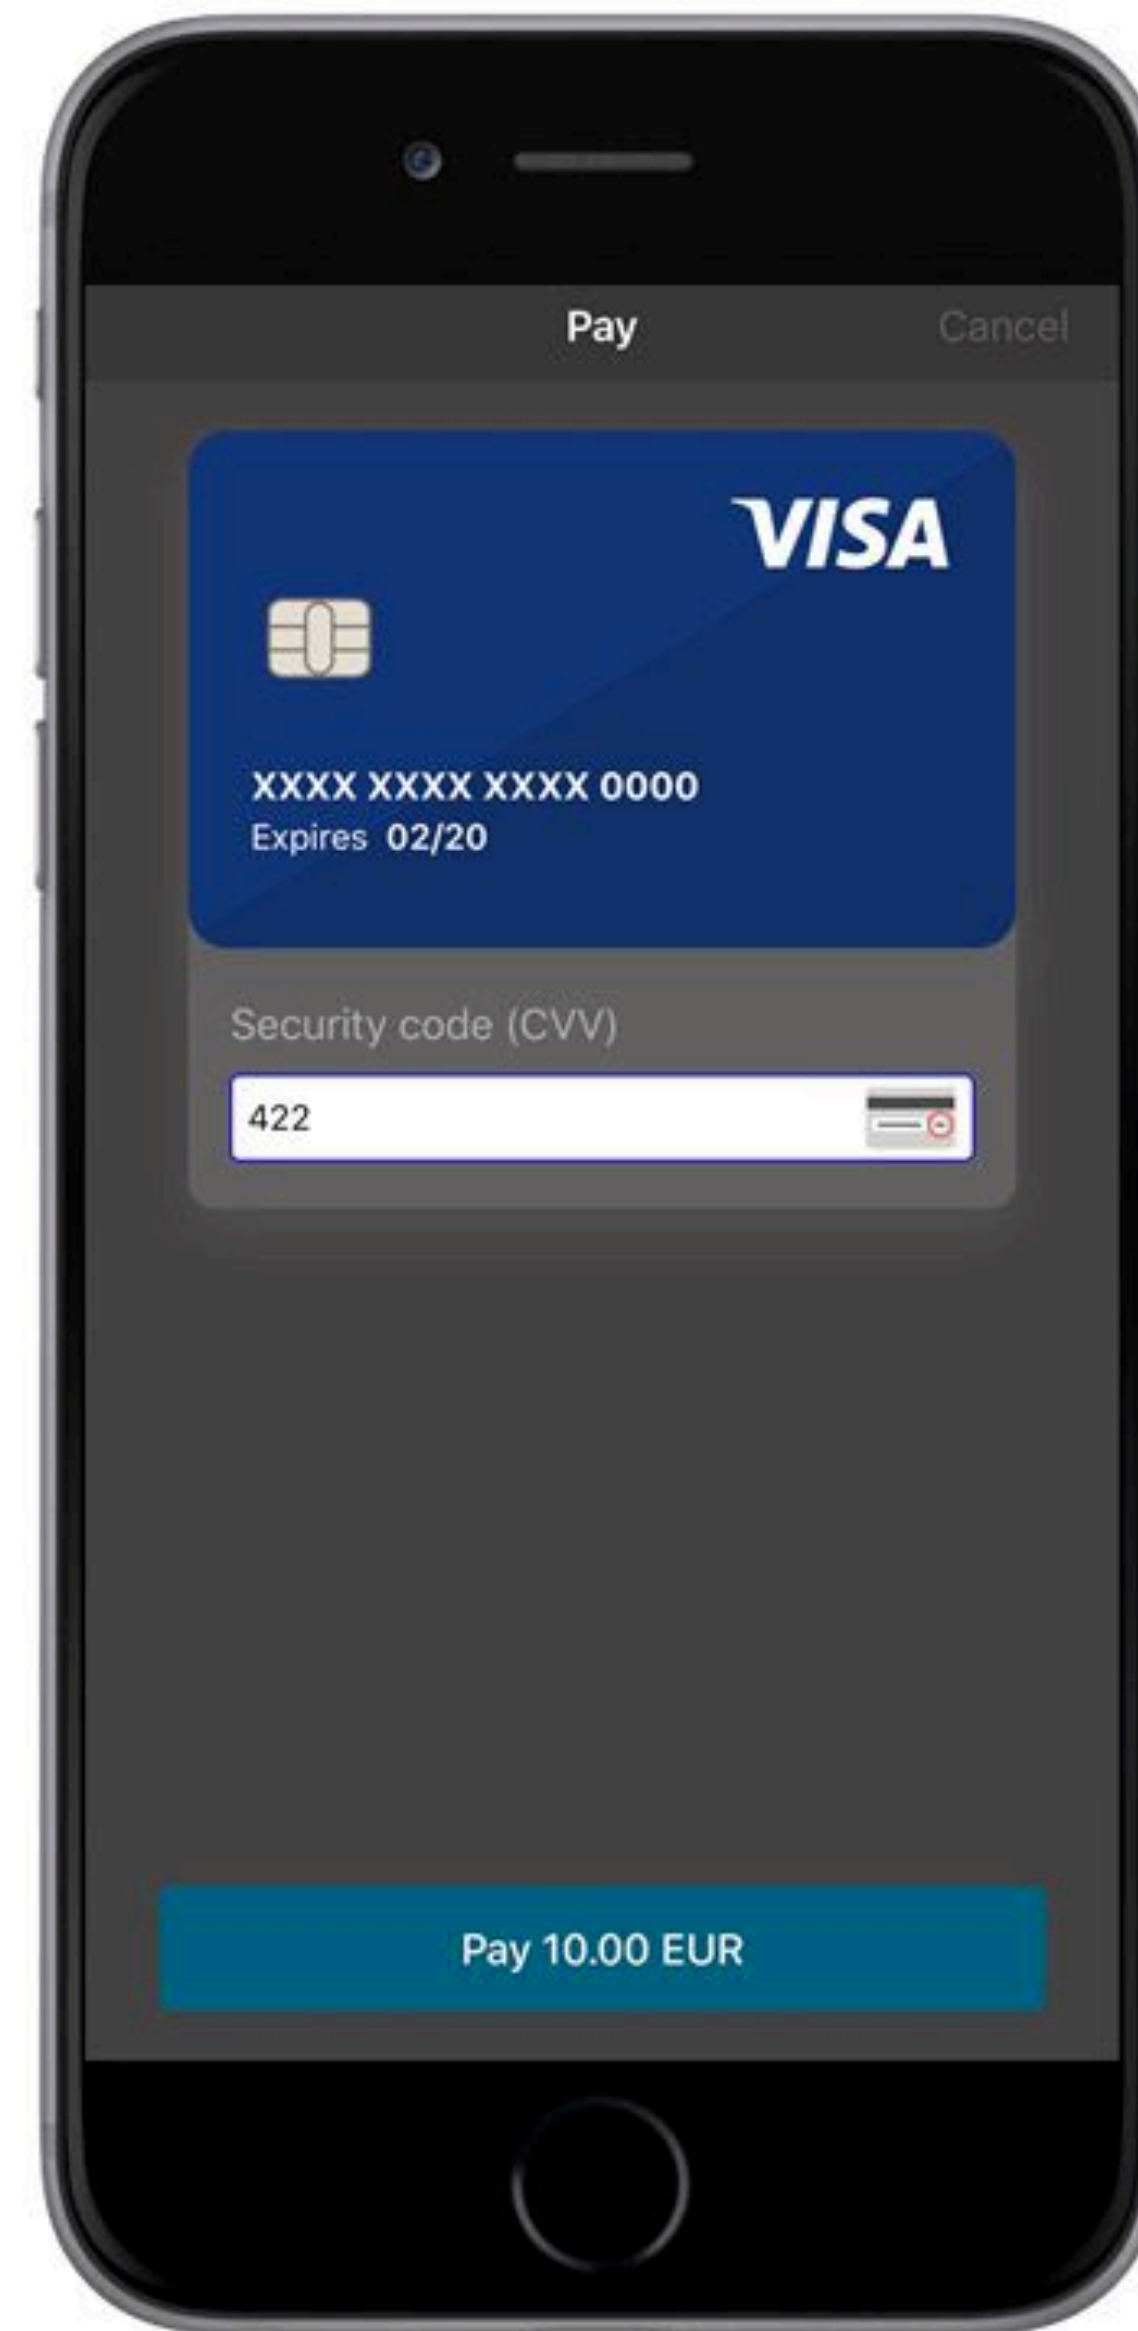 Pay
Cancel
VISA
XXXX XXXX XXXX 0000
Expires 02/20
Security code (CVV)
422
Pay 10.00 EUR